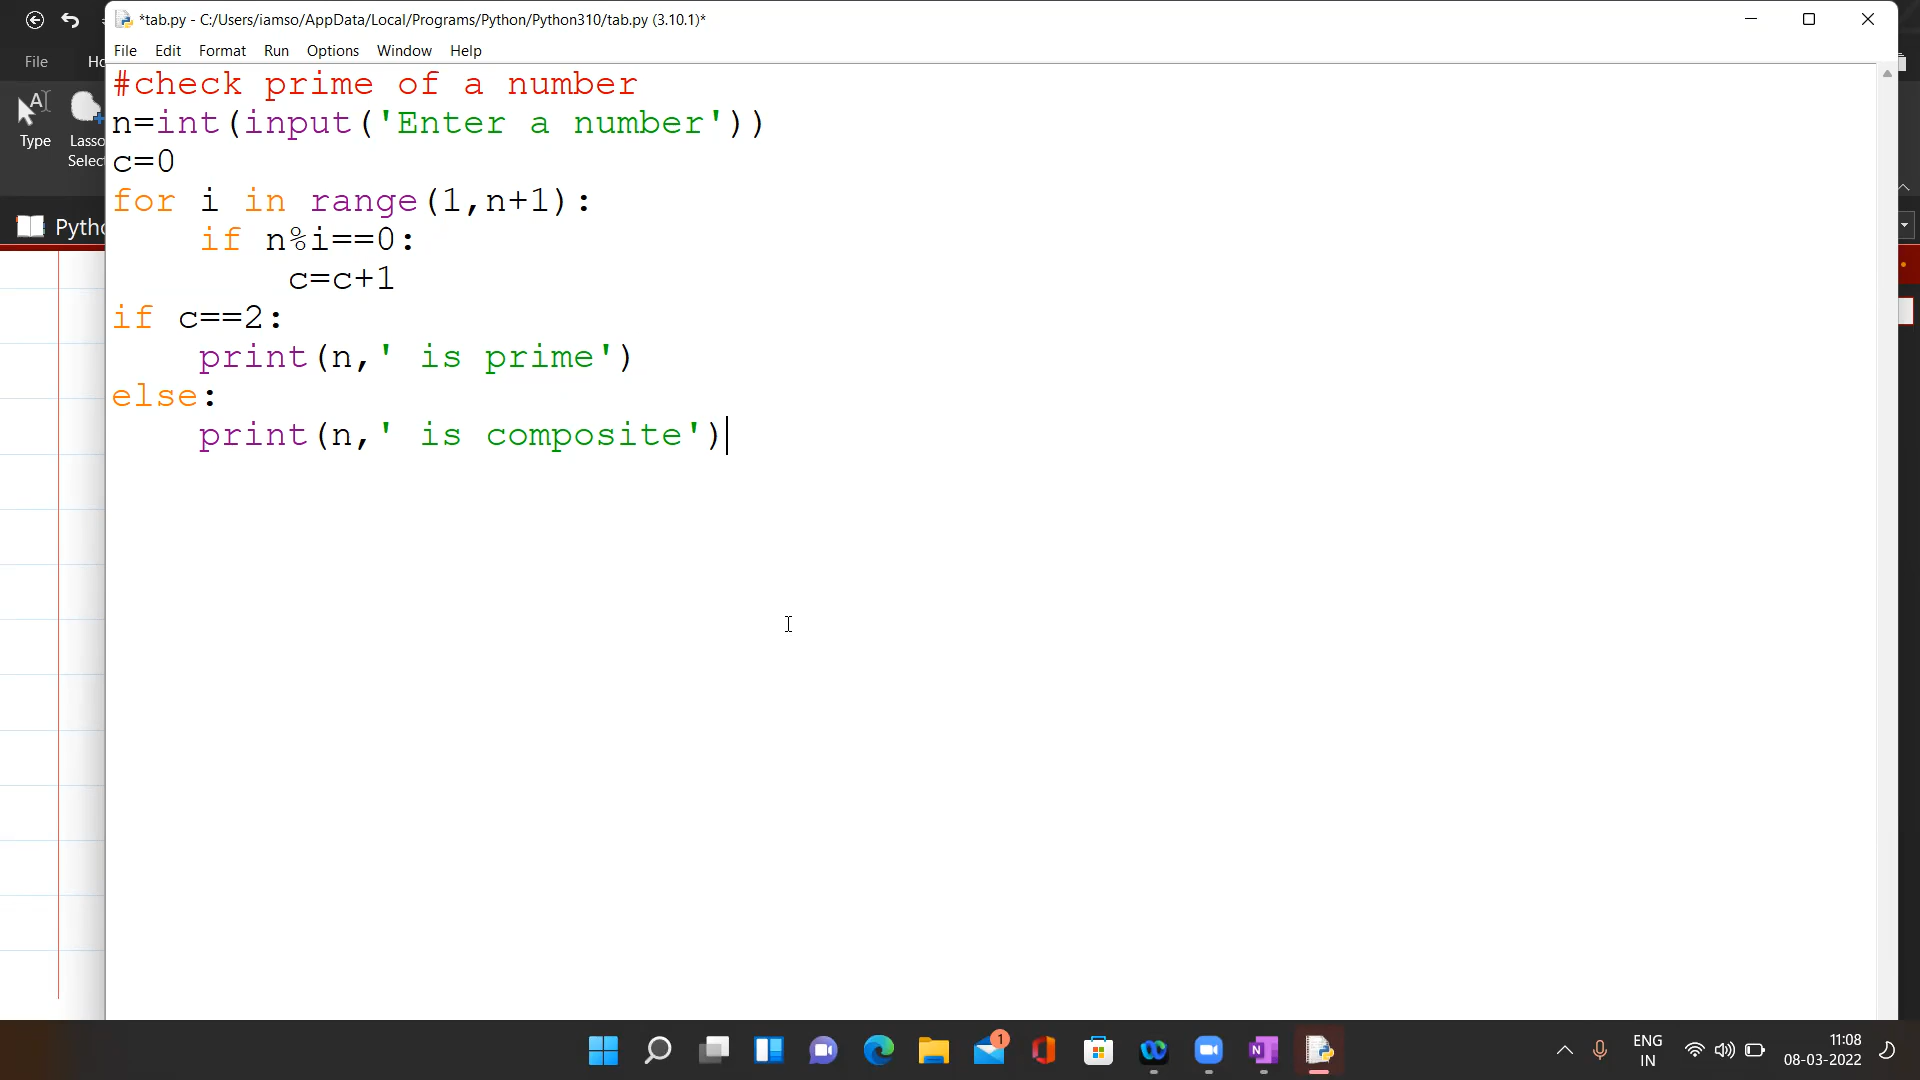 *tab.py - C:/Users/iamso/AppData/Local/Programs/Python/Python310/tab.py (3.10.1)*
File Edit Format Run Options Window Help
File
Type
Lasso
Select
#check prime of a number
n=int(input('Enter a number'))
c=0
for i in range(1,n+1):
    if n%i==0:
        c=c+1
if c==2:
    print(n,' is prime')
else:
    print(n,' is composite')
1
ENG
IN
11:08
08-03-2022